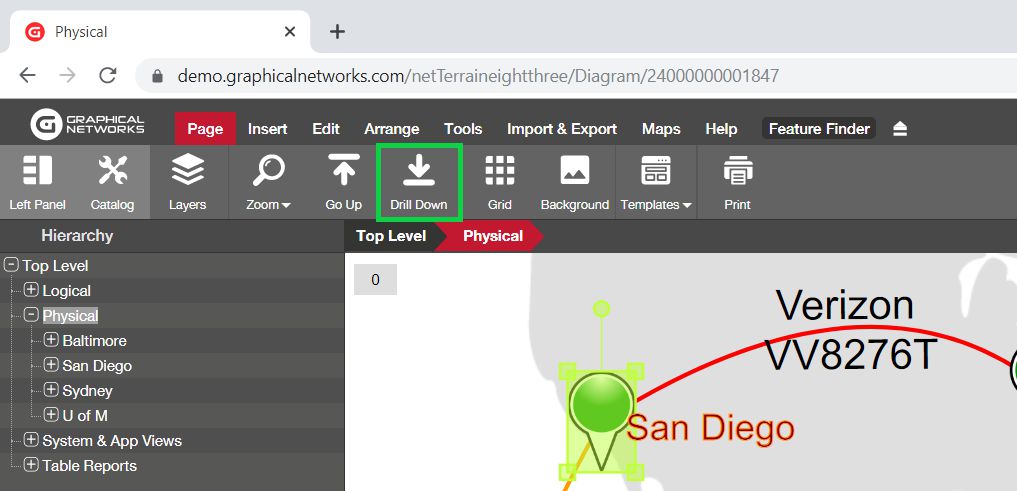 Physical
demo.graphicalnetworks.com/netTerraineightthree/Diagram/24000000001847
GRAPHICAL
NETWORKS
Page Insert Edit Arrange Tools Import & Export Maps Help Feature Finder
Left Panel Catalog Layers Zoom Go Up Drill Down Grid Background Templates Print
Hierarchy
Top Level Physical
Top Level
Logical
Physical
Baltimore
San Diego
Sydney
U of M
System & App Views
Table Reports
0
Verizon
VV8276T
San Diego